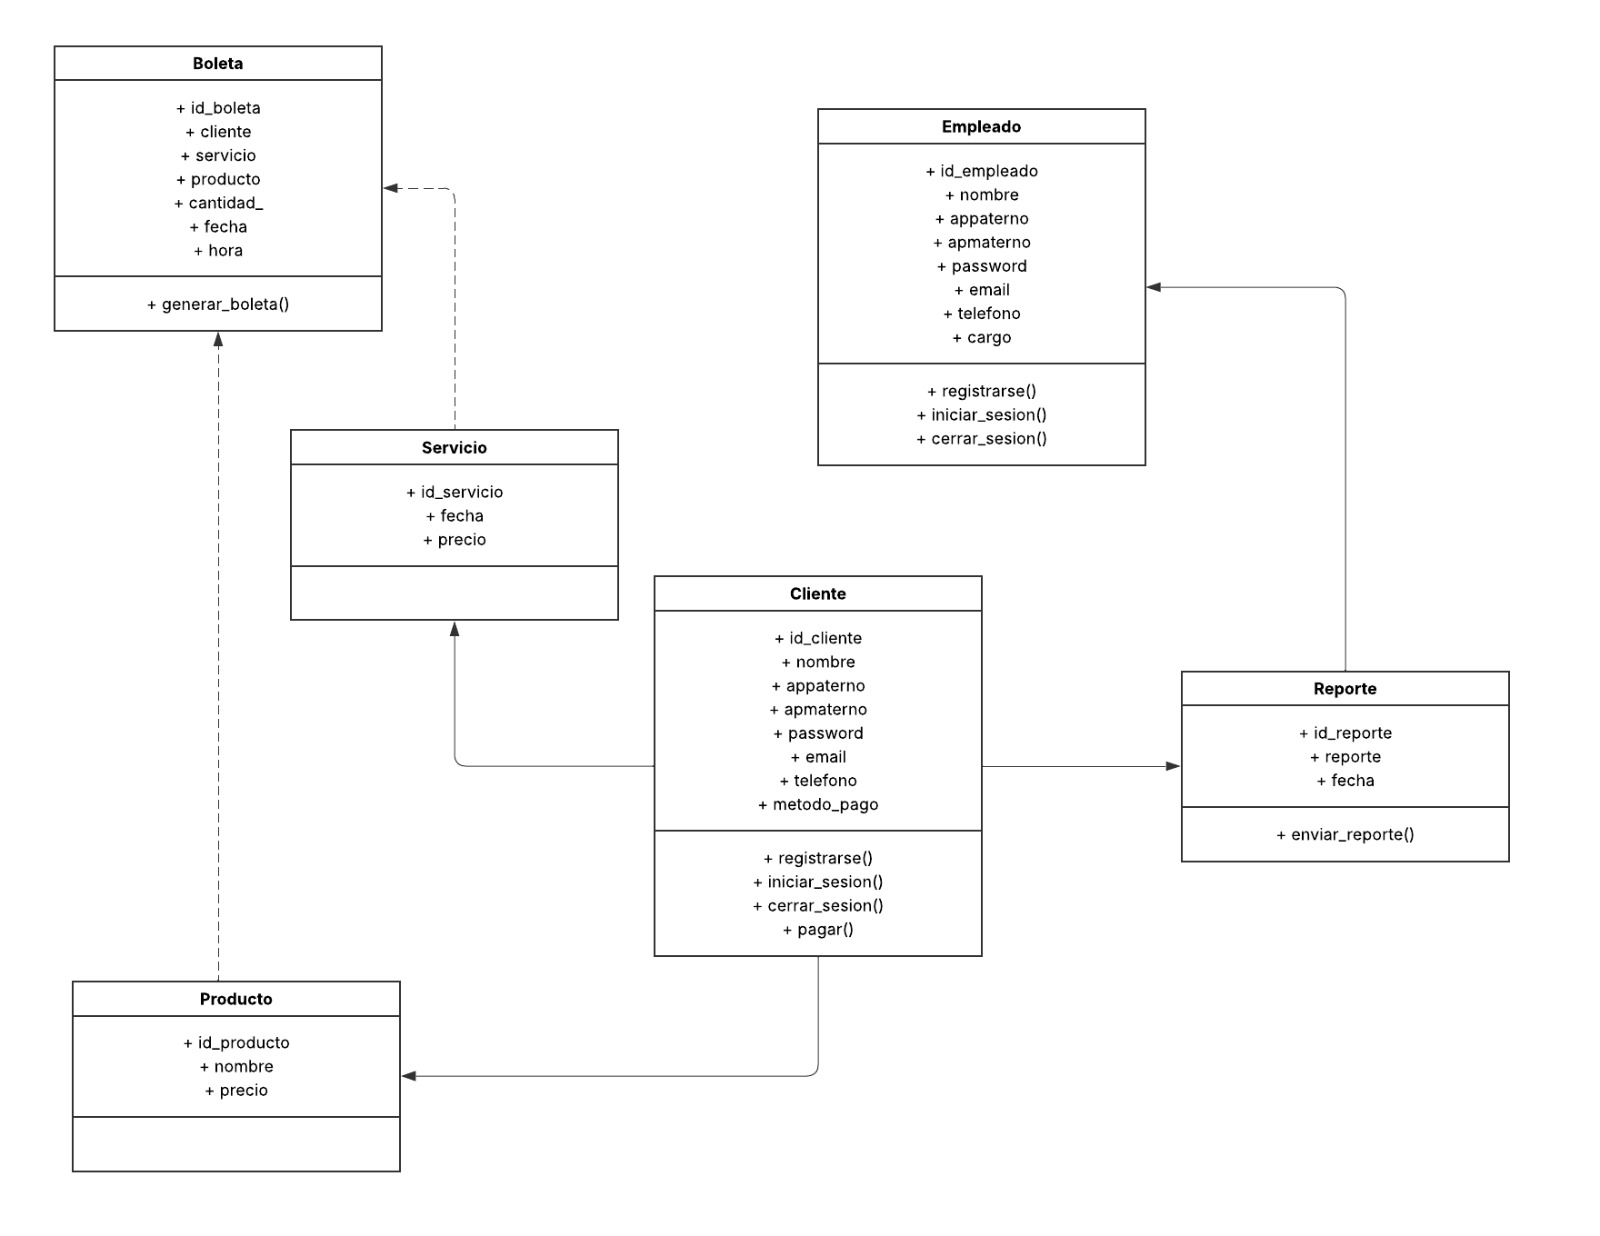 Boleta
+ id_boleta
+ cliente
+ servicio
+ producto
+ cantidad_
+ fecha
+ hora
+ generar_boleta()
Empleado
+ id_empleado
+ nombre
+ appaterno
+ apmaterno
+ password
+ email
+ telefono
+ cargo
+ registrarse()
+ iniciar_sesion()
+ cerrar_sesion()
Servicio
+ id_servicio
+ fecha
+ precio
Cliente
+ id_cliente
+ nombre
+ appaterno
+ apmaterno
+ password
+ email
+ telefono
+ metodo_pago
+ registrarse()
+ iniciar_sesion()
+ cerrar_sesion()
+ pagar()
Reporte
+ id_reporte
+ reporte
+ fecha
+ enviar_reporte()
Producto
+ id_producto
+ nombre
+ precio